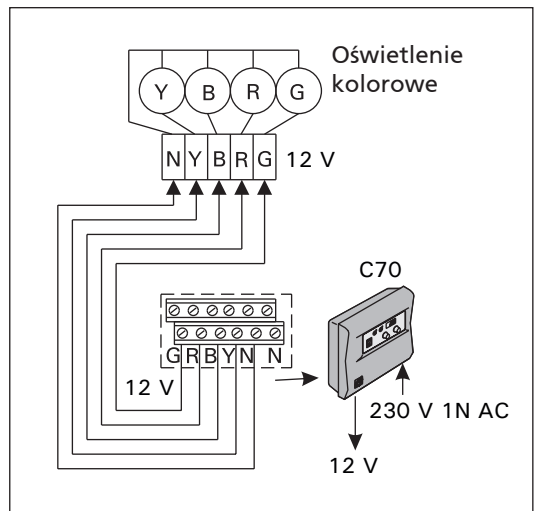 Oświetlenie
kolorowe
Y B R G
N Y B R G 12 V
C70
G R B Y N N
12 V
230 V 1N AC
12 V